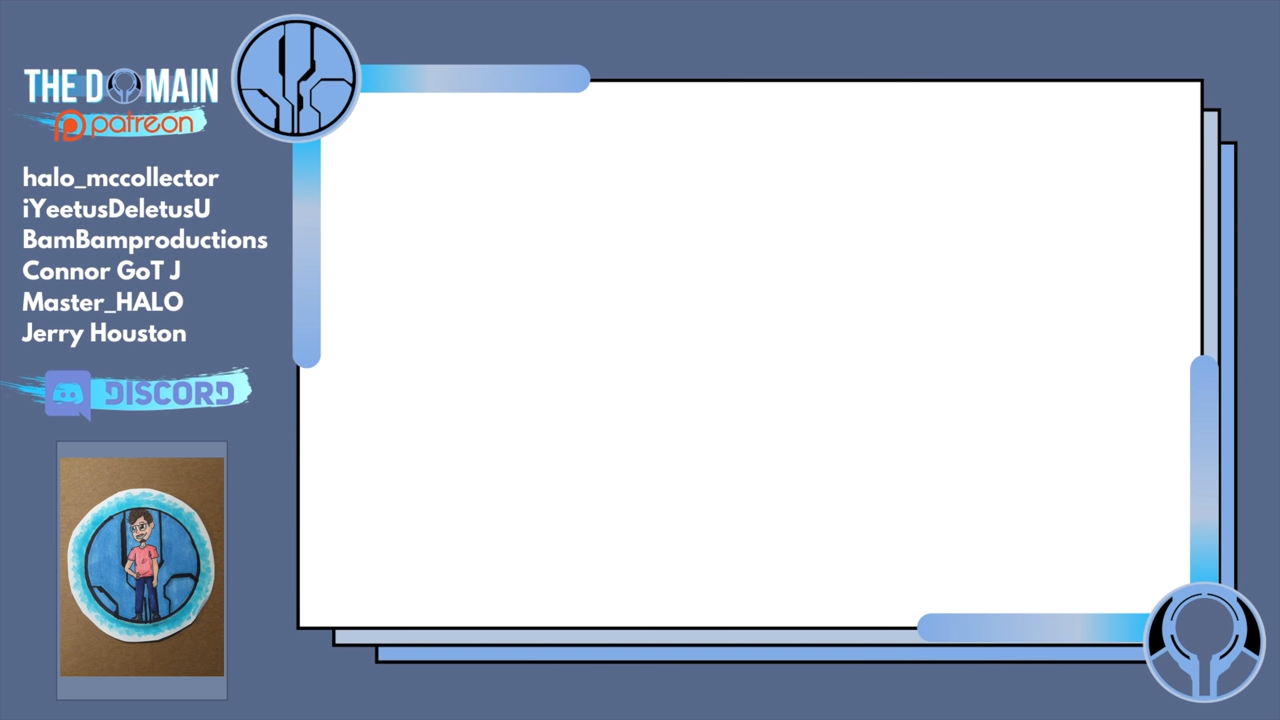 THE DOMAIN
patreon
halo_mccollector
iYeetusDeletusU
BamBamproductions
Connor GoT J
Master_HALO
Jerry Houston
DISCORD